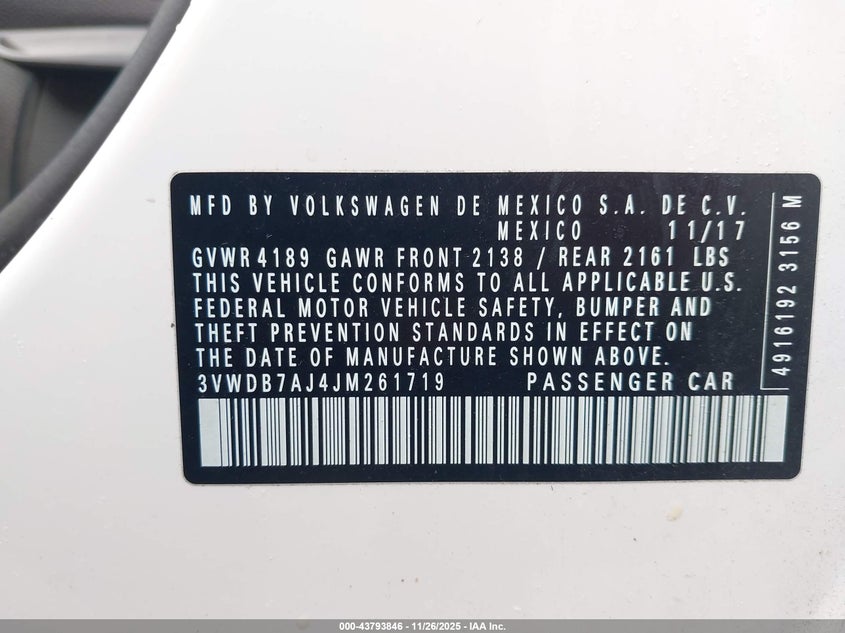 MFD BY VOLKSWAGEN DE MEXICO S.A. DE C.V.
MEXICO 11/17
GVWR 4189 GAWR FRONT 2138 / REAR 2161 LBS
THIS VEHICLE CONFORMS TO ALL APPLICABLE U.S.
FEDERAL MOTOR VEHICLE SAFETY, BUMPER AND
THEFT PREVENTION STANDARDS IN EFFECT ON
THE DATE OF MANUFACTURE SHOWN ABOVE.
3VWDB7AJ4JM261719 PASSENGER CAR
4916192 3156 M
000-43793846 - 11/26/2025 - IAA Inc.